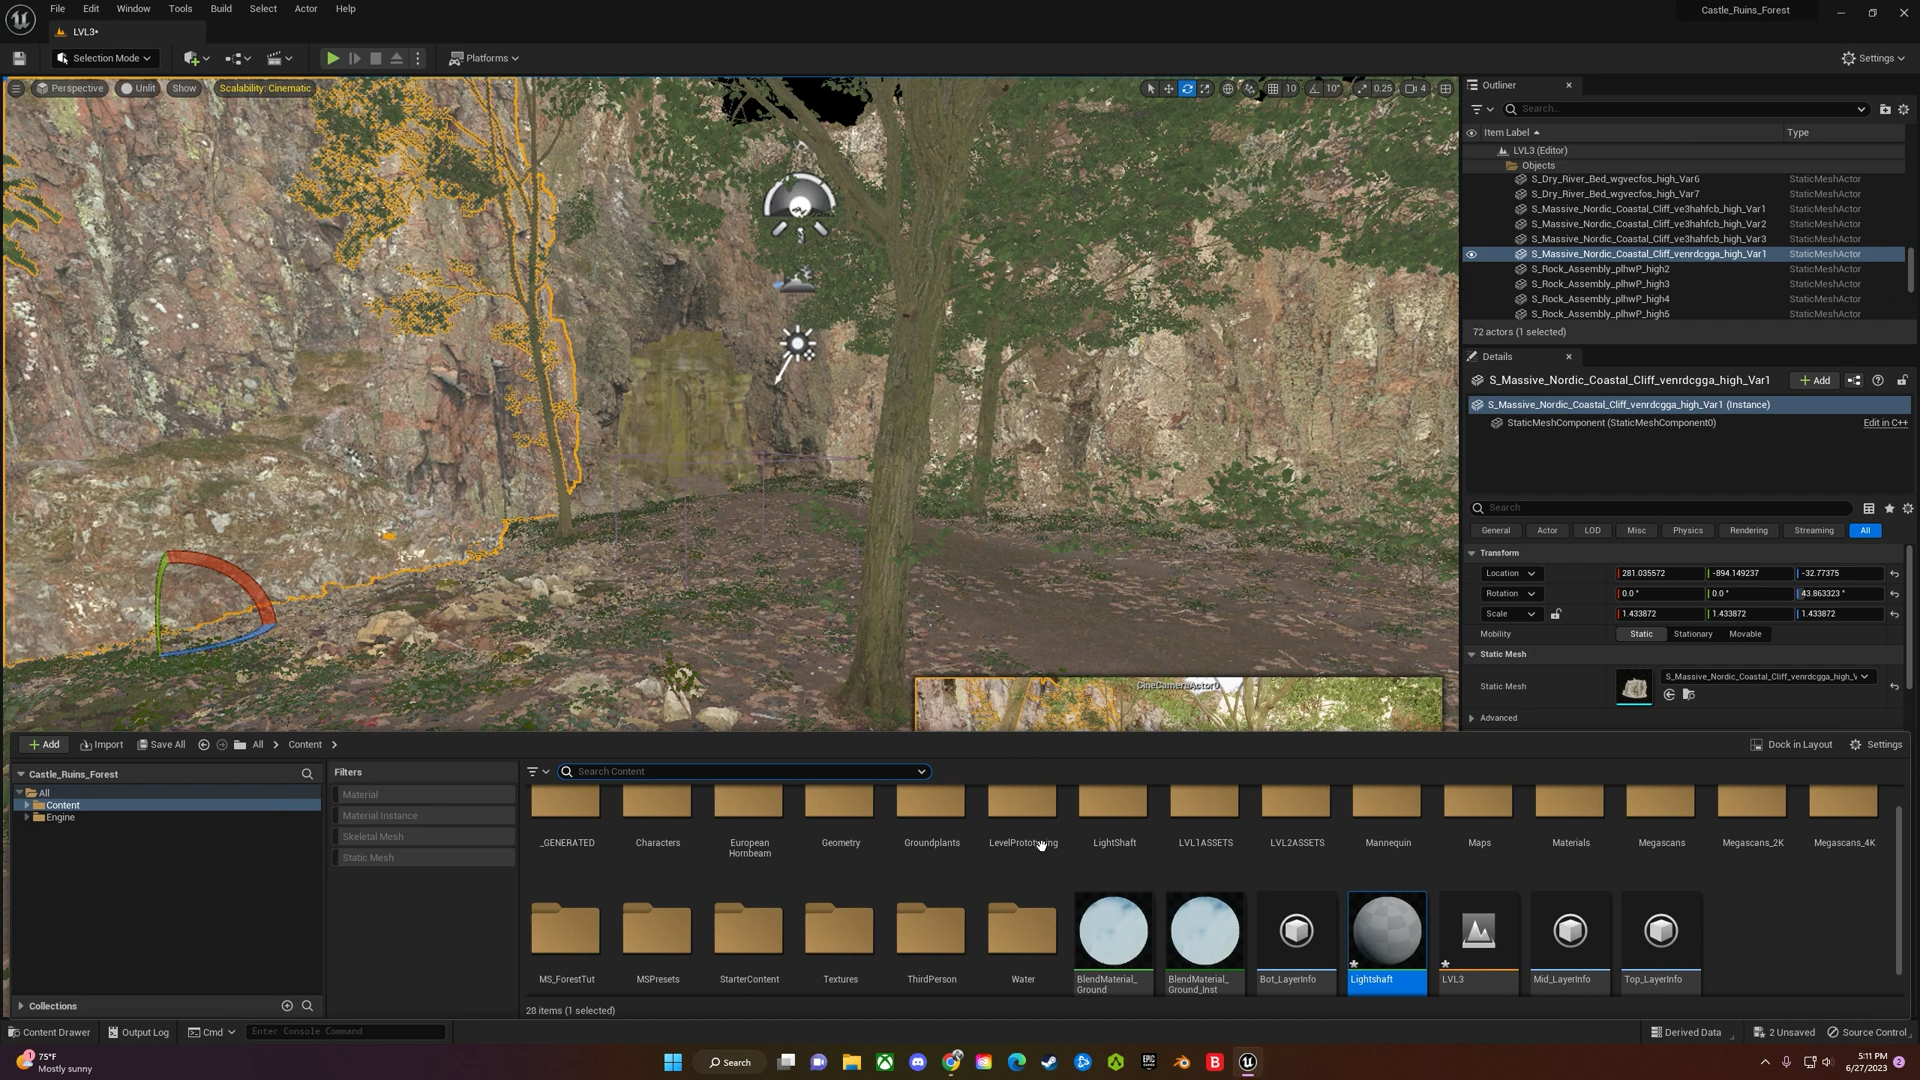 File Edit Window Tools Build Select Actor Help
Castle_Ruins_Forest
LVL3•
Selection Mode
Platforms
Settings
Perspective Unlit Show Scalability: Cinematic
10 10° 0.25 4
Outliner
Search...
Item Label Type
LVL3 (Editor)
Objects
S_Dry_River_Bed_wgvecfos_high_Var6 StaticMeshActor
S_Dry_River_Bed_wgvecfos_high_Var7 StaticMeshActor
S_Massive_Nordic_Coastal_Cliff_ve3hahfcb_high_Var1 StaticMeshActor
S_Massive_Nordic_Coastal_Cliff_ve3hahfcb_high_Var2 StaticMeshActor
S_Massive_Nordic_Coastal_Cliff_ve3hahfcb_high_Var3 StaticMeshActor
S_Massive_Nordic_Coastal_Cliff_venrdcgga_high_Var1 StaticMeshActor
S_Rock_Assembly_plhwP_high2 StaticMeshActor
S_Rock_Assembly_plhwP_high3 StaticMeshActor
S_Rock_Assembly_plhwP_high4 StaticMeshActor
S_Rock_Assembly_plhwP_high5 StaticMeshActor
72 actors (1 selected)
Details
S_Massive_Nordic_Coastal_Cliff_venrdcgga_high_Var1
Add
S_Massive_Nordic_Coastal_Cliff_venrdcgga_high_Var1 (Instance)
StaticMeshComponent (StaticMeshComponent0) Edit in C++
Search
General Actor LOD Misc Physics Rendering Streaming All
Transform
Location 281.035572 -894.149237 -32.77375
Rotation 0.0 ° 0.0 ° 43.863323 °
Scale 1.433872 1.433872 1.433872
Mobility Static Stationary Movable
Static Mesh
Static Mesh S_Massive_Nordic_Coastal_Cliff_venrdcgga_high_V
Advanced
CineCameraActor0
Add Import Save All All Content
Dock in Layout Settings
Castle_Ruins_Forest
All
Content
Engine
Collections
Filters
Material
Material Instance
Skeletal Mesh
Static Mesh
Search Content
_GENERATED Characters European Hornbeam Geometry Groundplants LevelPrototyping LightShaft LVL1ASSETS LVL2ASSETS Mannequin Maps Materials Megascans Megascans_2K Megascans_4K
MS_ForestTut MSPresets StarterContent Textures ThirdPerson Water BlendMaterial_Ground BlendMaterial_Ground_Inst Bot_LayerInfo Lightshaft LVL3 Mid_LayerInfo Top_LayerInfo
28 items (1 selected)
Content Drawer Output Log Cmd Enter Console Command
Derived Data 2 Unsaved Source Control
1 75°F
Mostly sunny
Search
EPIC GAMES
B
5:11 PM
6/27/2023
2